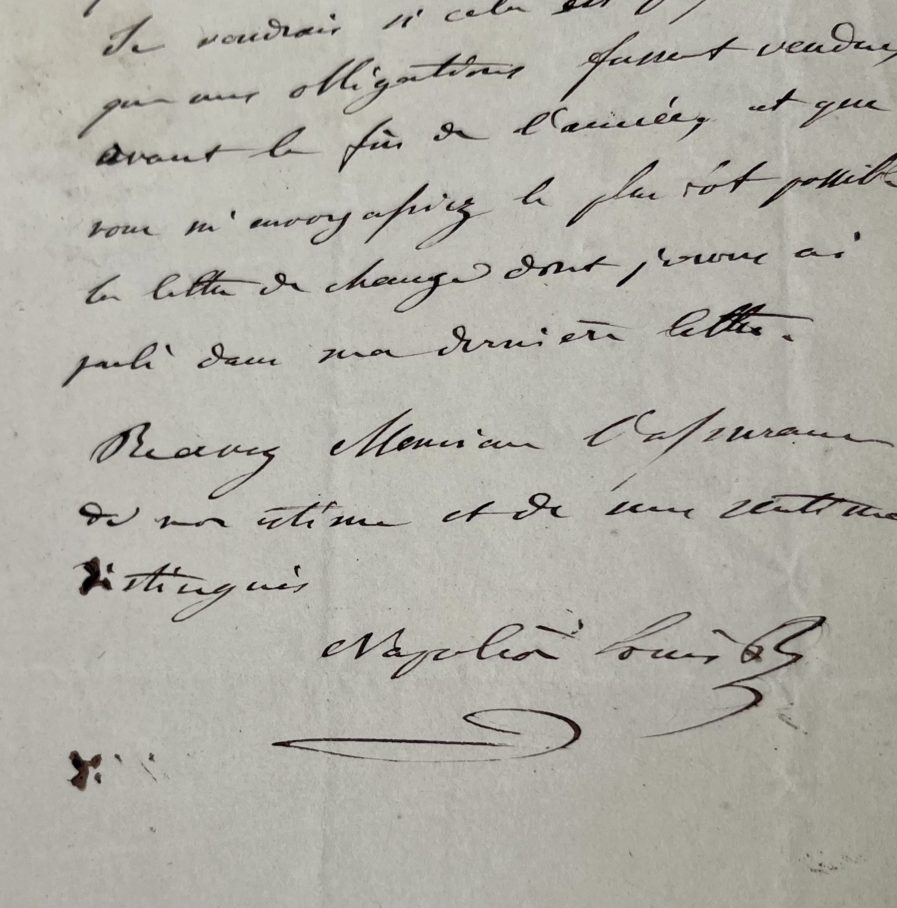 Je voudrais si cela est
que mes obligations fussent vendues
avant la fin de l'année, et que
vous m'envoyassiez le plus tôt possible
la lettre de change dont je vous ai
parlé dans ma dernière lettre.
Recevez Monsieur l'assurance
de mon estime et de mes sentime
distingués
Napoléon Louis B